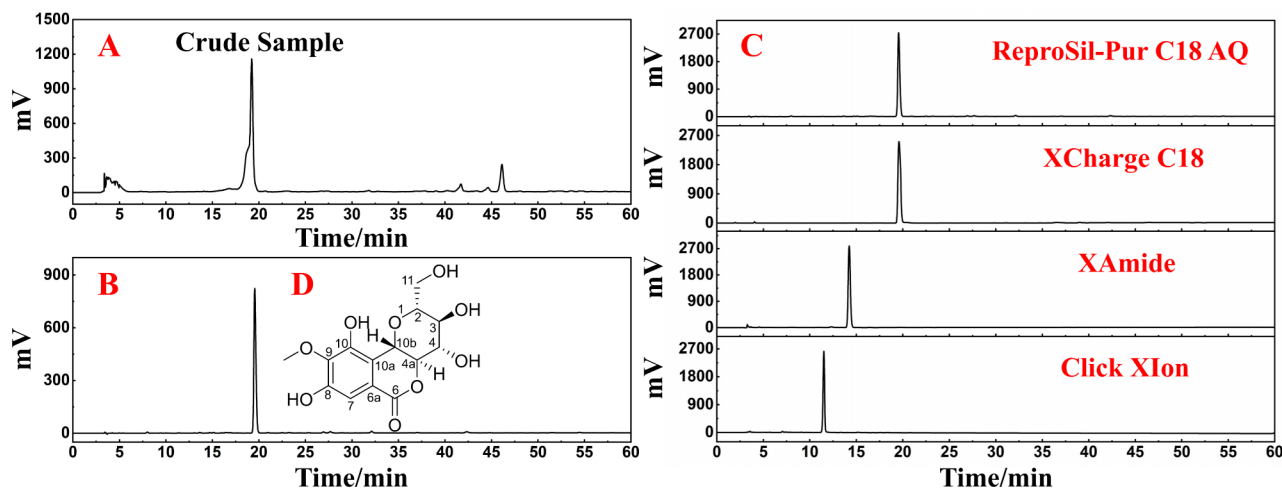 A
Crude Sample
mV
1500
1200
900
600
300
0
0 5 10 15 20 25 30 35 40 45 50 55 60
Time/min
B
D
mV
900
600
300
0
OH
11
O
1
2
OH
3
4
OH
OH
H
10
10b
9
O
10a
4a
H
HO
8
7
6a
6
O
O
0 5 10 15 20 25 30 35 40 45 50 55 60
Time/min
C
ReproSil-Pur C18 AQ
mV
2700
1800
900
0
XCharge C18
mV
2700
1800
900
0
XAmide
mV
2700
1800
900
0
Click XIon
mV
2700
1800
900
0
0 5 10 15 20 25 30 35 40 45 50 55 60
Time/min